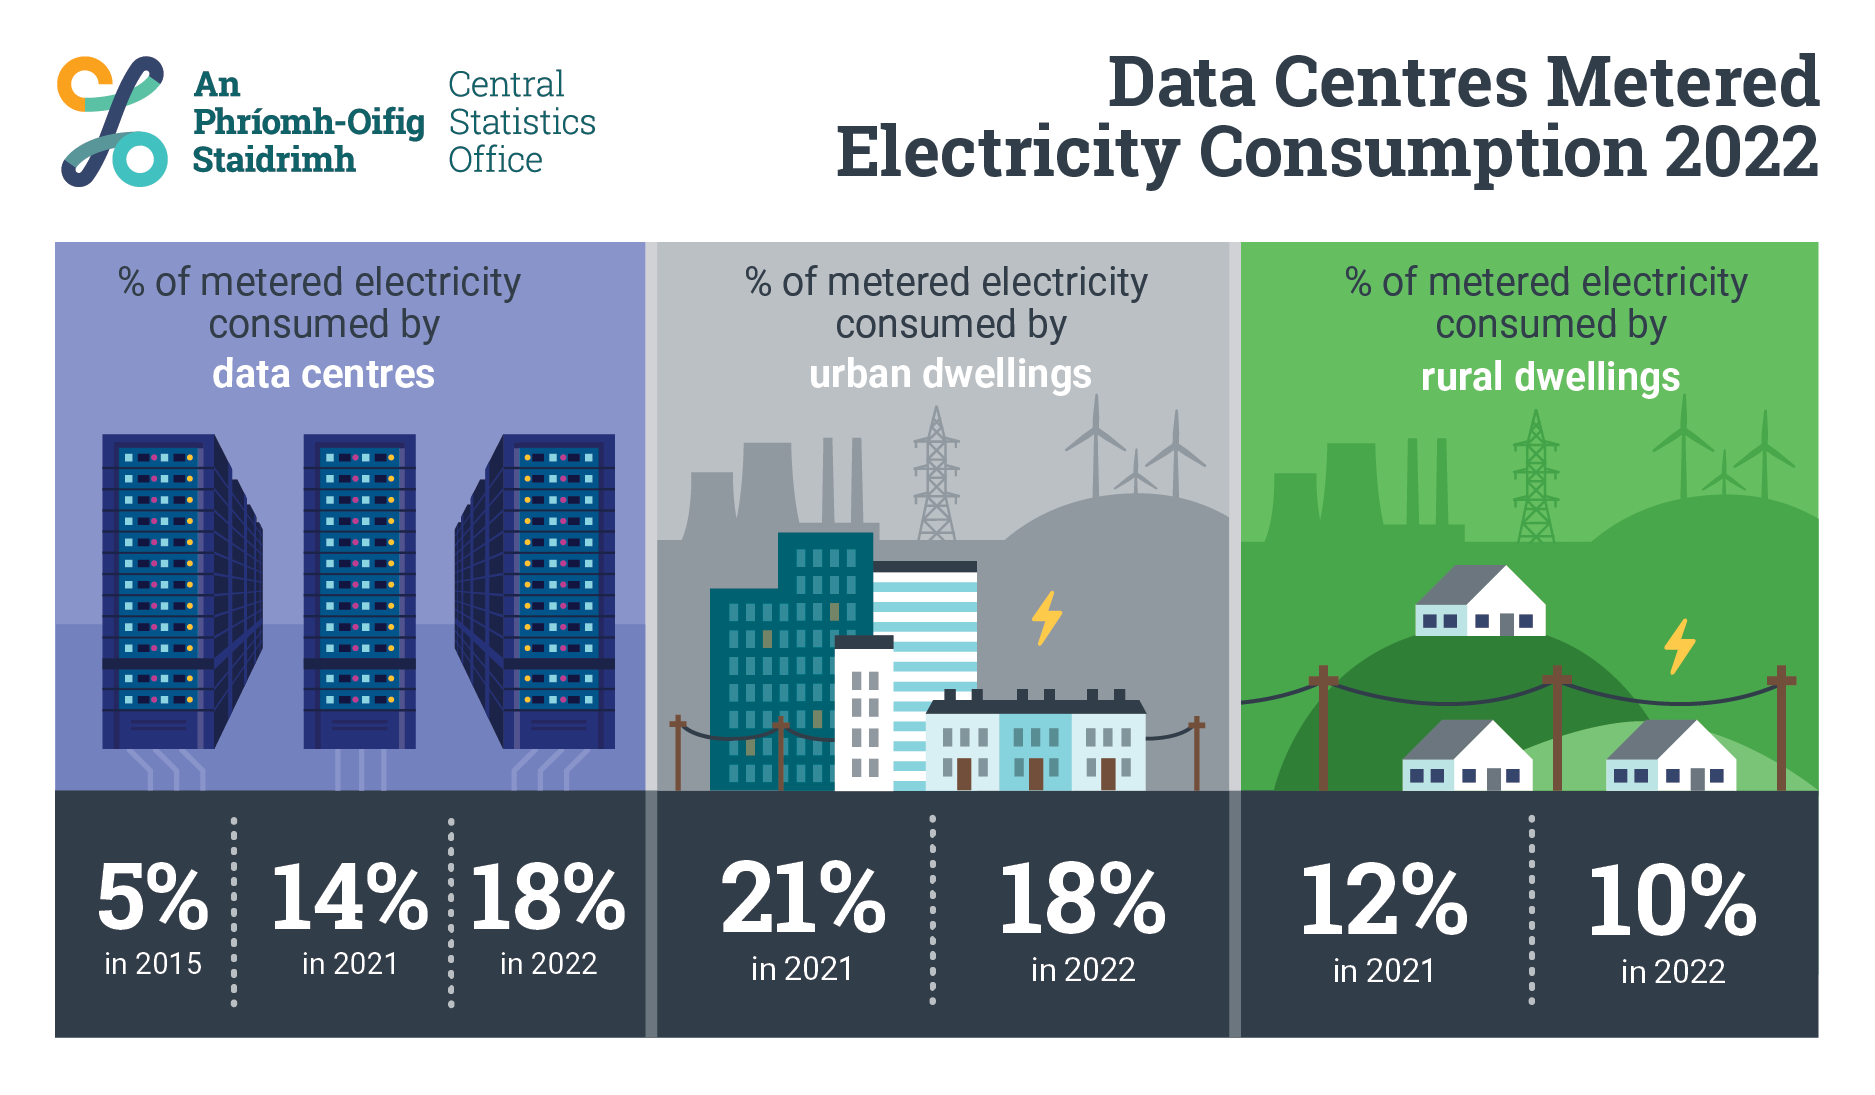 An
Phríomh-Oifig
Staidrimh
Central
Statistics
Office
Data Centres Metered
Electricity Consumption 2022
% of metered electricity
consumed by
data centres
5%
in 2015
14%
in 2021
18%
in 2022
% of metered electricity
consumed by
urban dwellings
21%
in 2021
18%
in 2022
% of metered electricity
consumed by
rural dwellings
12%
in 2021
10%
in 2022